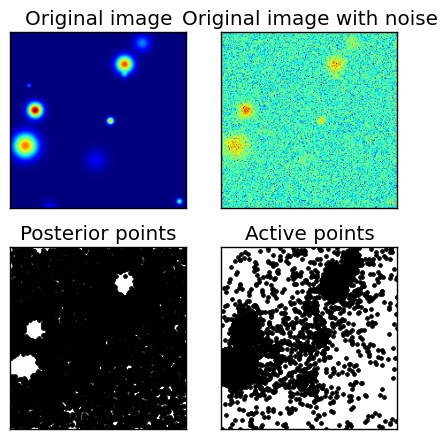 Original image
Original image with noise
Posterior points
Active points